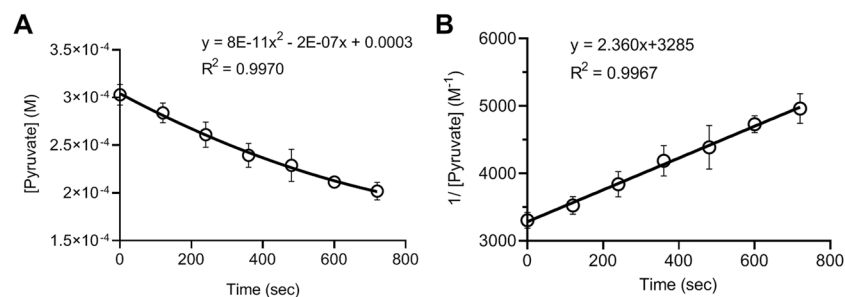 A
y = 8E-11x² - 2E-07x + 0.0003
R² = 0.9970
3.5×10⁻⁴
3×10⁻⁴
2.5×10⁻⁴
2×10⁻⁴
1.5×10⁻⁴
[Pyruvate] (M)
0 200 400 600 800
Time (sec)
B
y = 2.360x+3285
R² = 0.9967
6000
5000
4000
3000
1/ [Pyruvate] (M⁻¹)
0 200 400 600 800
Time (sec)